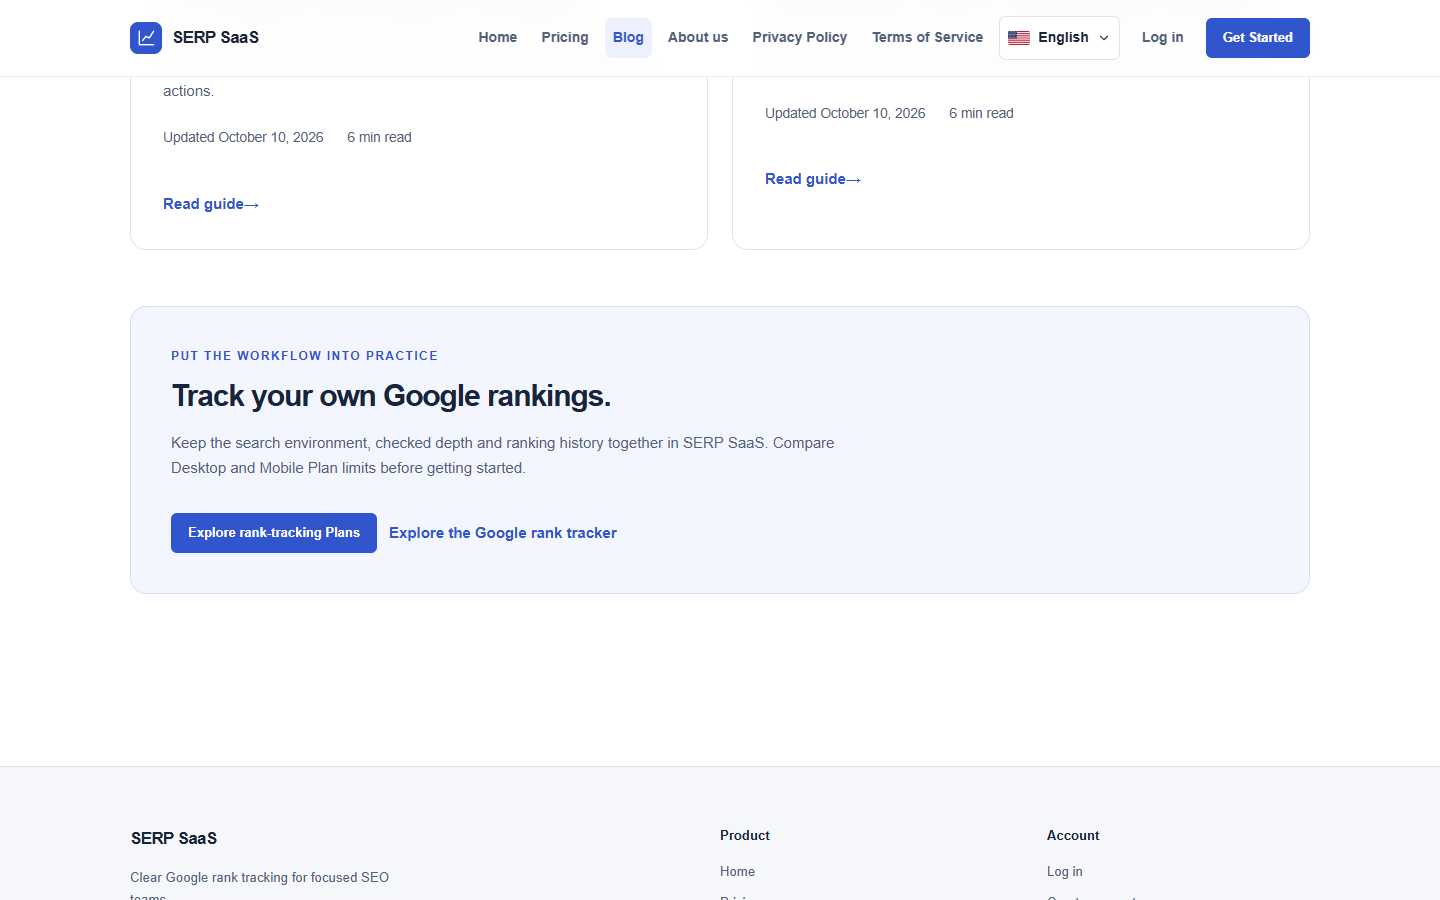 SERP SaaS
Home
Pricing
Blog
About us
Privacy Policy
Terms of Service
English
Log in
Get Started
actions.
Updated October 10, 2026
6 min read
Read guide→
Updated October 10, 2026
6 min read
Read guide→
PUT THE WORKFLOW INTO PRACTICE
Track your own Google rankings.
Keep the search environment, checked depth and ranking history together in SERP SaaS. Compare
Desktop and Mobile Plan limits before getting started.
Explore rank-tracking Plans
Explore the Google rank tracker
SERP SaaS
Clear Google rank tracking for focused SEO
teams.
Product
Home
Account
Log in